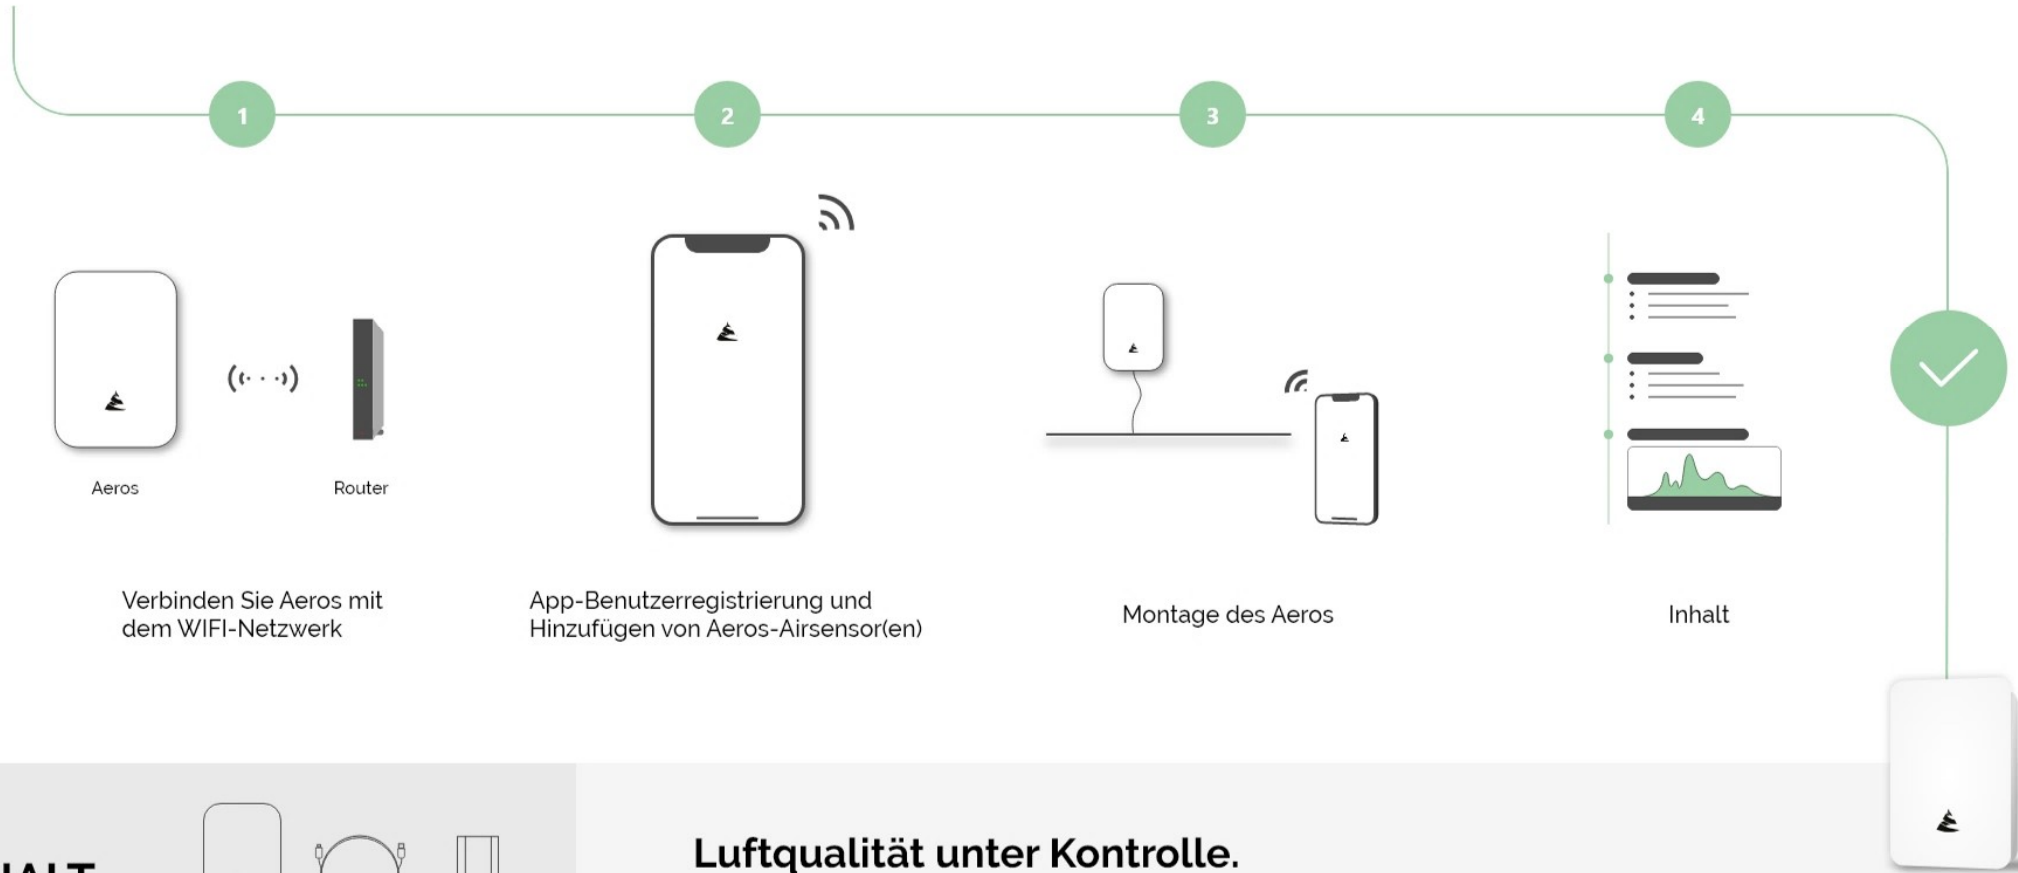 1
2
3
4
Aeros
Router
Verbinden Sie Aeros mit
dem WIFI-Netzwerk
App-Benutzerregistrierung und
Hinzufügen von Aeros-Airsensor(en)
Montage des Aeros
Inhalt
Luftqualität unter Kontrolle.